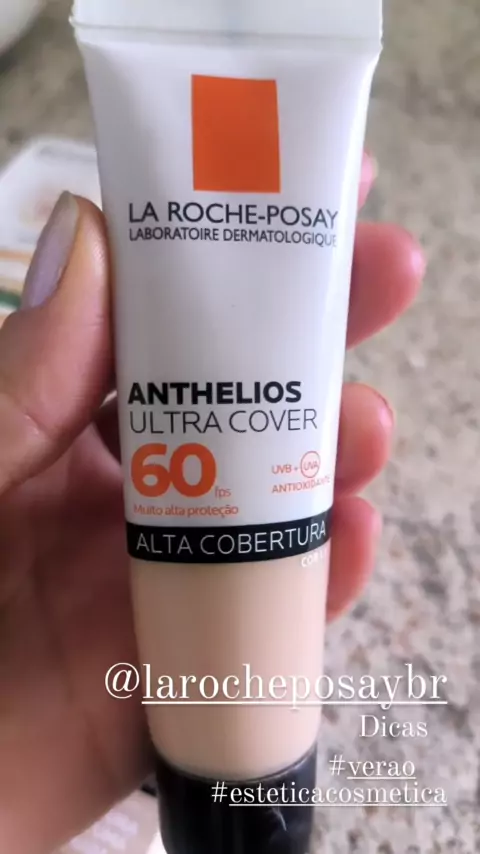 LA ROCHE-POSAY
LABORATOIRE DERMATOLOGIQUE
ANTHELIOS
ULTRA COVER
60 fps
UVB + UVA
ANTIOXIDANTE
Muito alta proteção
ALTA COBERTURA
COR
@larocheposaybr
Dicas
#verao
#esteticacosmetica